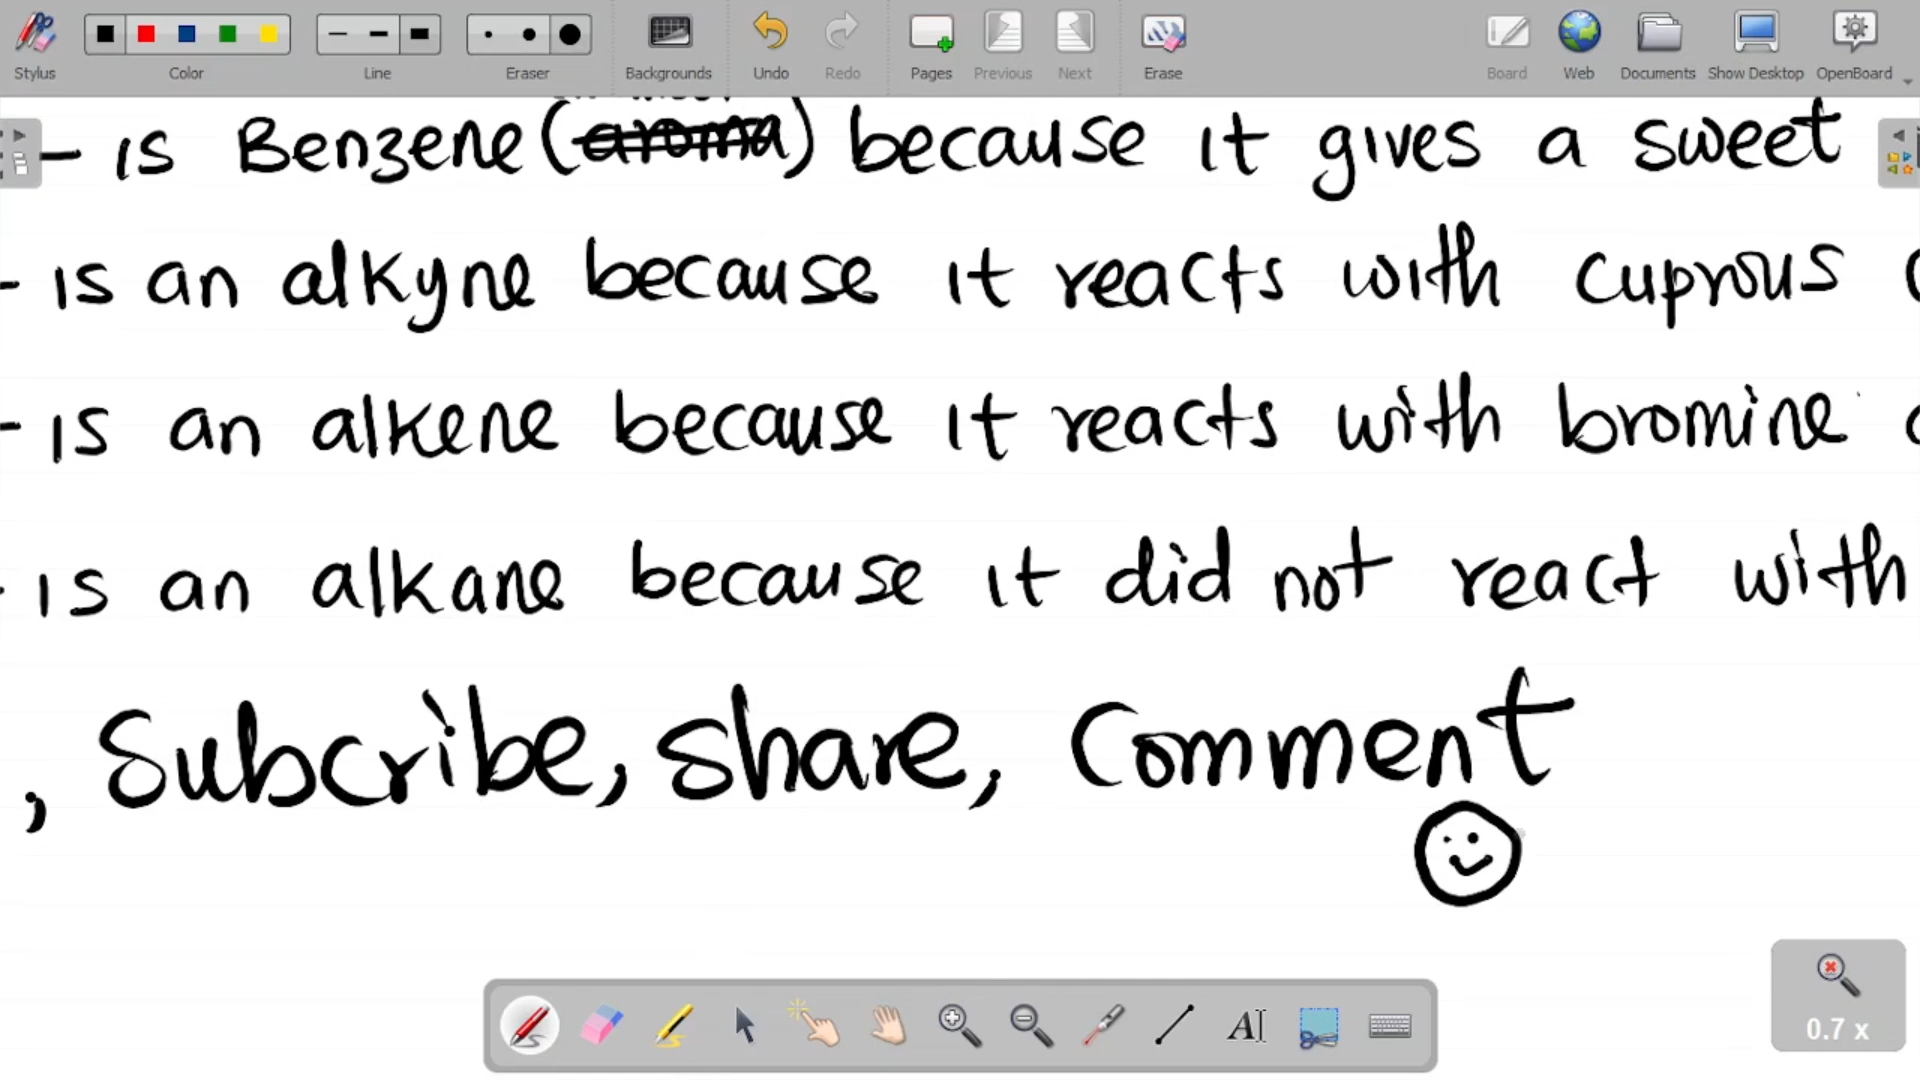 Stylus Color Line Eraser Backgrounds Undo Redo Pages Previous Next Erase Board Web Documents Show Desktop OpenBoard
- is Benzene (aroma) because it gives a sweet
- is an alkyne because it reacts with cuprous
- is an alkene because it reacts with bromine
- is an alkane because it did not react with
, Subcribe, share, Comment
0.7 x